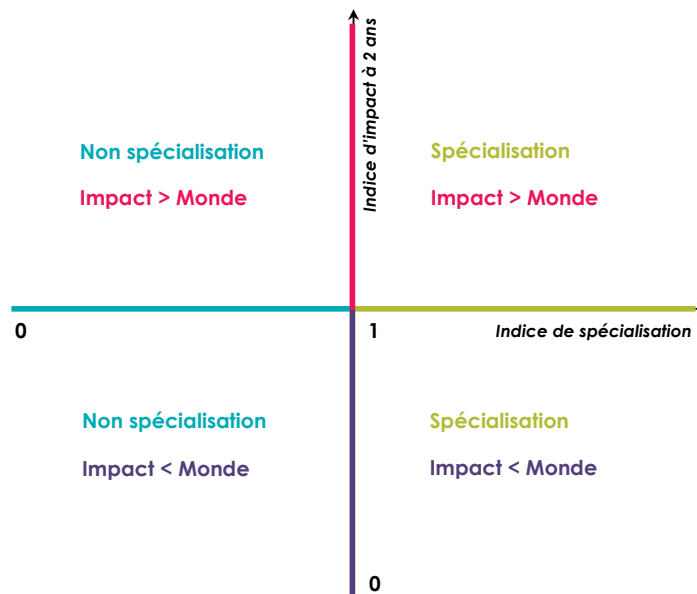 Indice d'impact à 2 ans
Non spécialisation
Spécialisation
Impact > Monde
Impact > Monde
0
1
Indice de spécialisation
Non spécialisation
Spécialisation
Impact < Monde
Impact < Monde
0